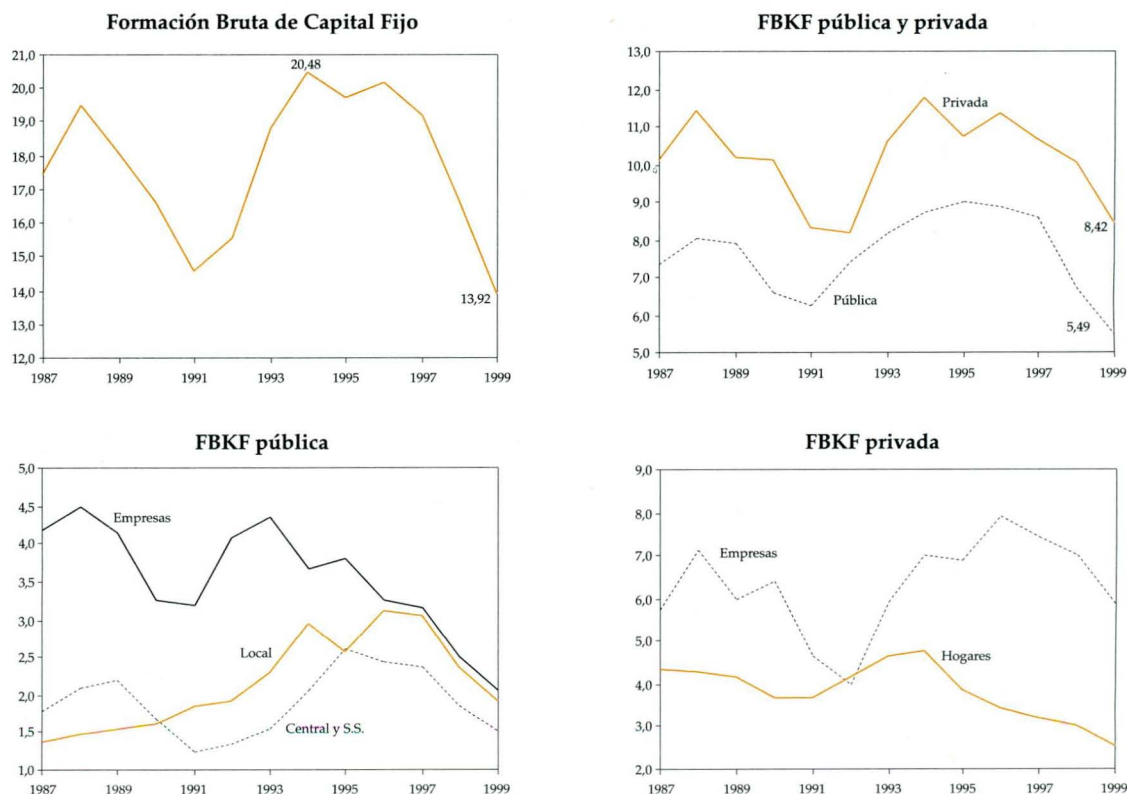 Formación Bruta de Capital Fijo
21,0
20,0
19,0
18,0
17,0
16,0
15,0
14,0
13,0
12,0
20,48
13,92
1987 1989 1991 1993 1995 1997 1999
FBKF pública y privada
13,0
12,0
11,0
10,0
9,0
8,0
7,0
6,0
5,0
Privada
8,42
Pública
5,49
1987 1989 1991 1993 1995 1997 1999
FBKF pública
5,0
4,5
4,0
3,5
3,0
2,5
2,0
1,5
1,0
Empresas
Local
Central y S.S.
1987 1989 1991 1993 1995 1997 1999
FBKF privada
9,0
8,0
7,0
6,0
5,0
4,0
3,0
2,0
Empresas
Hogares
1987 1989 1991 1993 1995 1997 1999